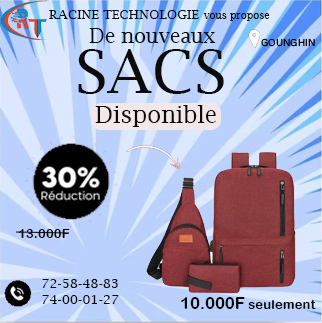 RT
RACINE TECHNOLOGIE vous propose
De nouveaux
GOUNGHIN
SACS
Disponible
30%
Réduction
13.000F
72-58-48-83
74-00-01-27
10.000F seulement